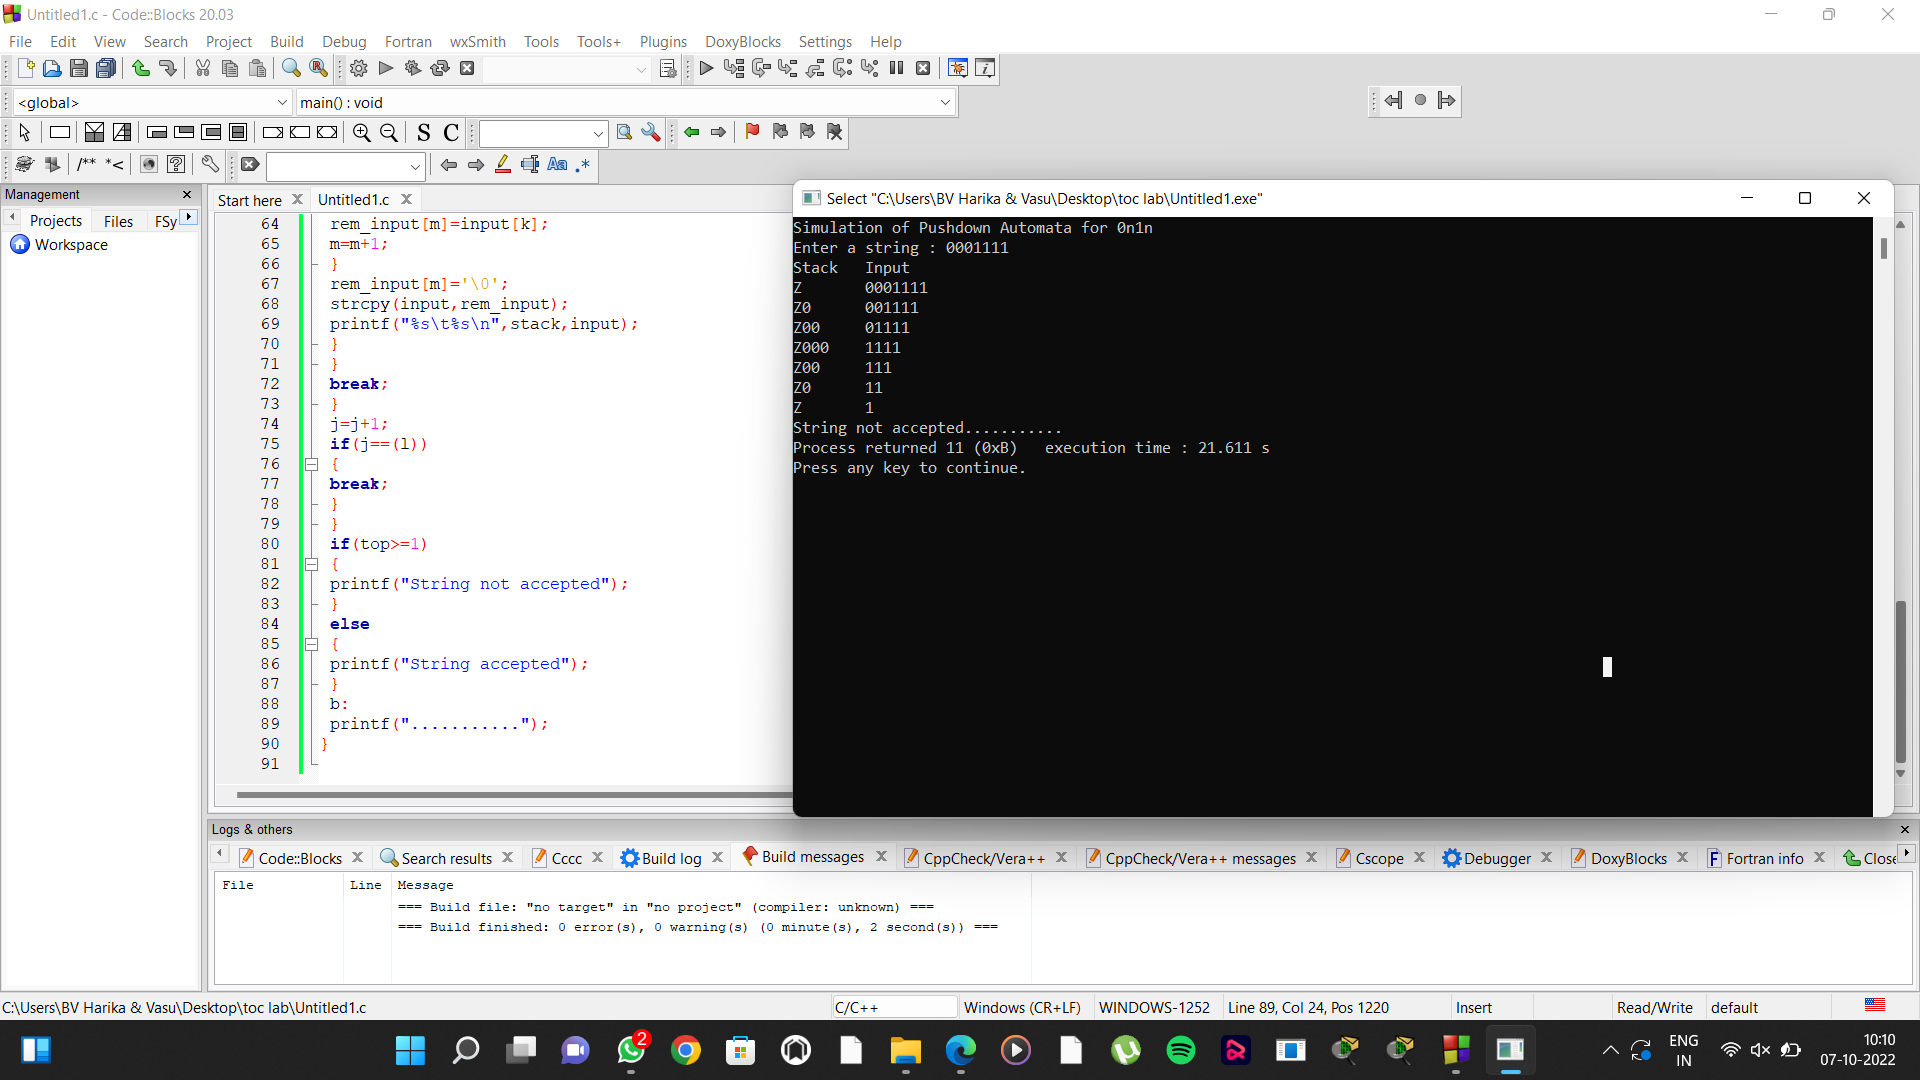 Untitled1.c - Code::Blocks 20.03
File Edit View Search Project Build Debug Fortran wxSmith Tools Tools+ Plugins DoxyBlocks Settings Help
<global> main() : void
S C
/** *<
Aa .*
Management
Projects Files FSy
Workspace
Start here Untitled1.c
64 rem_input[m]=input[k];
65 m=m+1;
66 }
67 rem_input[m]='\0';
68 strcpy(input,rem_input);
69 printf("%s\t%s\n",stack,input);
70 }
71 }
72 break;
73 }
74 j=j+1;
75 if(j==(l))
76 {
77 break;
78 }
79 }
80 if(top>=1)
81 {
82 printf("String not accepted");
83 }
84 else
85 {
86 printf("String accepted");
87 }
88 b:
89 printf("...........");
90 }
91
Select "C:\Users\BV Harika & Vasu\Desktop\toc lab\Untitled1.exe"
Simulation of Pushdown Automata for 0n1n
Enter a string : 0001111
Stack Input
Z 0001111
Z0 001111
Z00 01111
Z000 1111
Z00 111
Z0 11
Z 1
String not accepted...........
Process returned 11 (0xB) execution time : 21.611 s
Press any key to continue.
Logs & others
Code::Blocks Search results Cccc Build log Build messages CppCheck/Vera++ CppCheck/Vera++ messages Cscope Debugger DoxyBlocks Fortran info Close
File Line Message
=== Build file: "no target" in "no project" (compiler: unknown) ===
=== Build finished: 0 error(s), 0 warning(s) (0 minute(s), 2 second(s)) ===
C:\Users\BV Harika & Vasu\Desktop\toc lab\Untitled1.c C/C++ Windows (CR+LF) WINDOWS-1252 Line 89, Col 24, Pos 1220 Insert Read/Write default
2
ENG
IN
10:10
07-10-2022